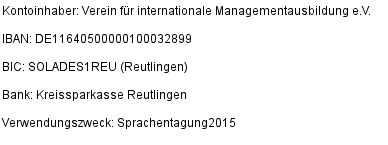 Kontoinhaber: Verein für internationale Managementausbildung e.V.
IBAN: DE11640500000100032899
BIC: SOLADES1REU (Reutlingen)
Bank: Kreissparkasse Reutlingen
Verwendungszweck: Sprachentagung2015